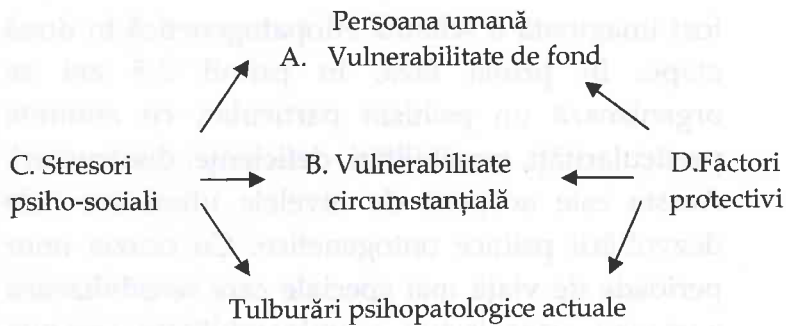 Persoana umană
A. Vulnerabilitate de fond
C. Stresori
psiho-sociali
B. Vulnerabilitate
circumstanțială
D.Factori
protectivi
Tulburări psihopatologice actuale